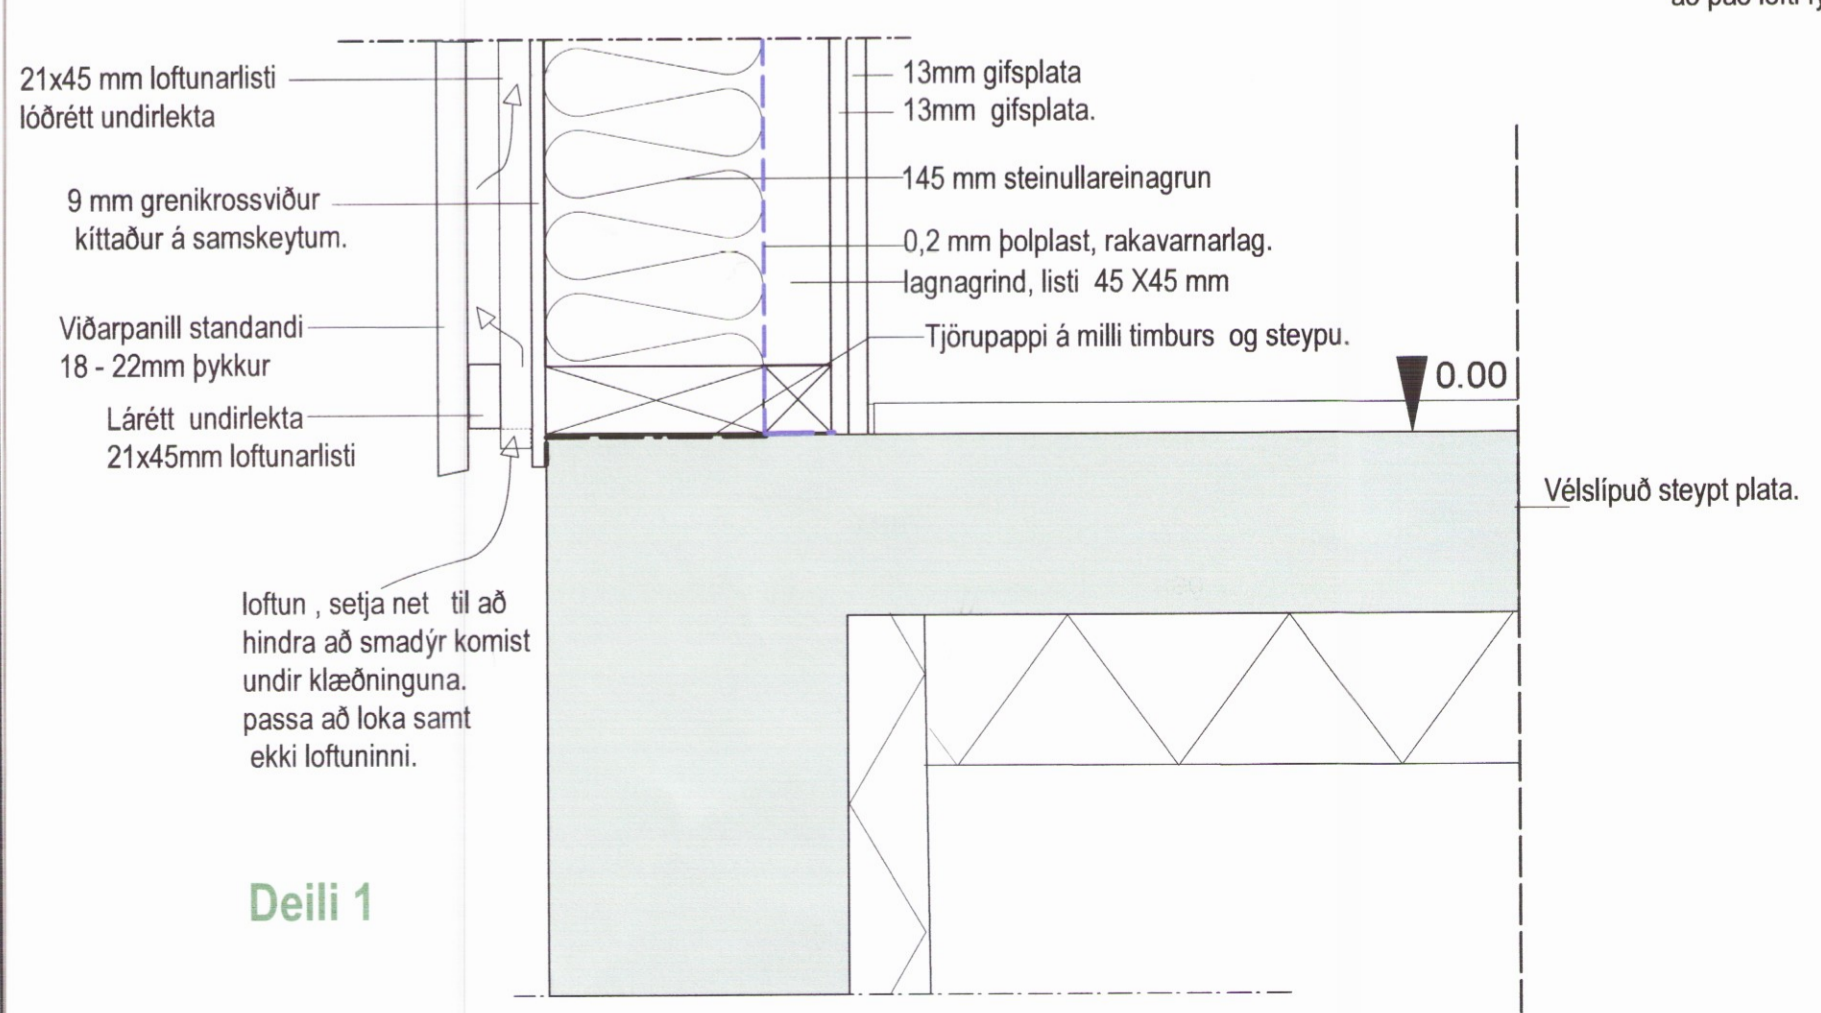 21x45 mm loftunarlisti
lóðrétt undirlekta
9 mm grenikrossviður
kíttaður á samskeytum.
Viðarpanill standandi
18 - 22mm þykkur
Lárétt undirlekta
21x45mm loftunarlisti
loftun , setja net til að
hindra að smadýr komist
undir klæðninguna.
passa að loka samt
ekki loftuninni.
Deili 1
13mm gifsplata
13mm gifsplata.
145 mm steinullareinagrun
0,2 mm þolplast, rakavarnarlag.
lagnagrind, listi 45 X45 mm
Tjörupappi á milli timburs og steypu.
0.00
Vélslípuð steypt plata.